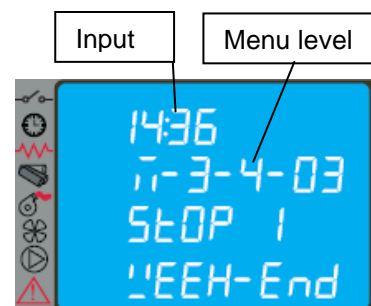 Input
Menu level
14:36
M-3-4-03
StOP 1
WEEK-End